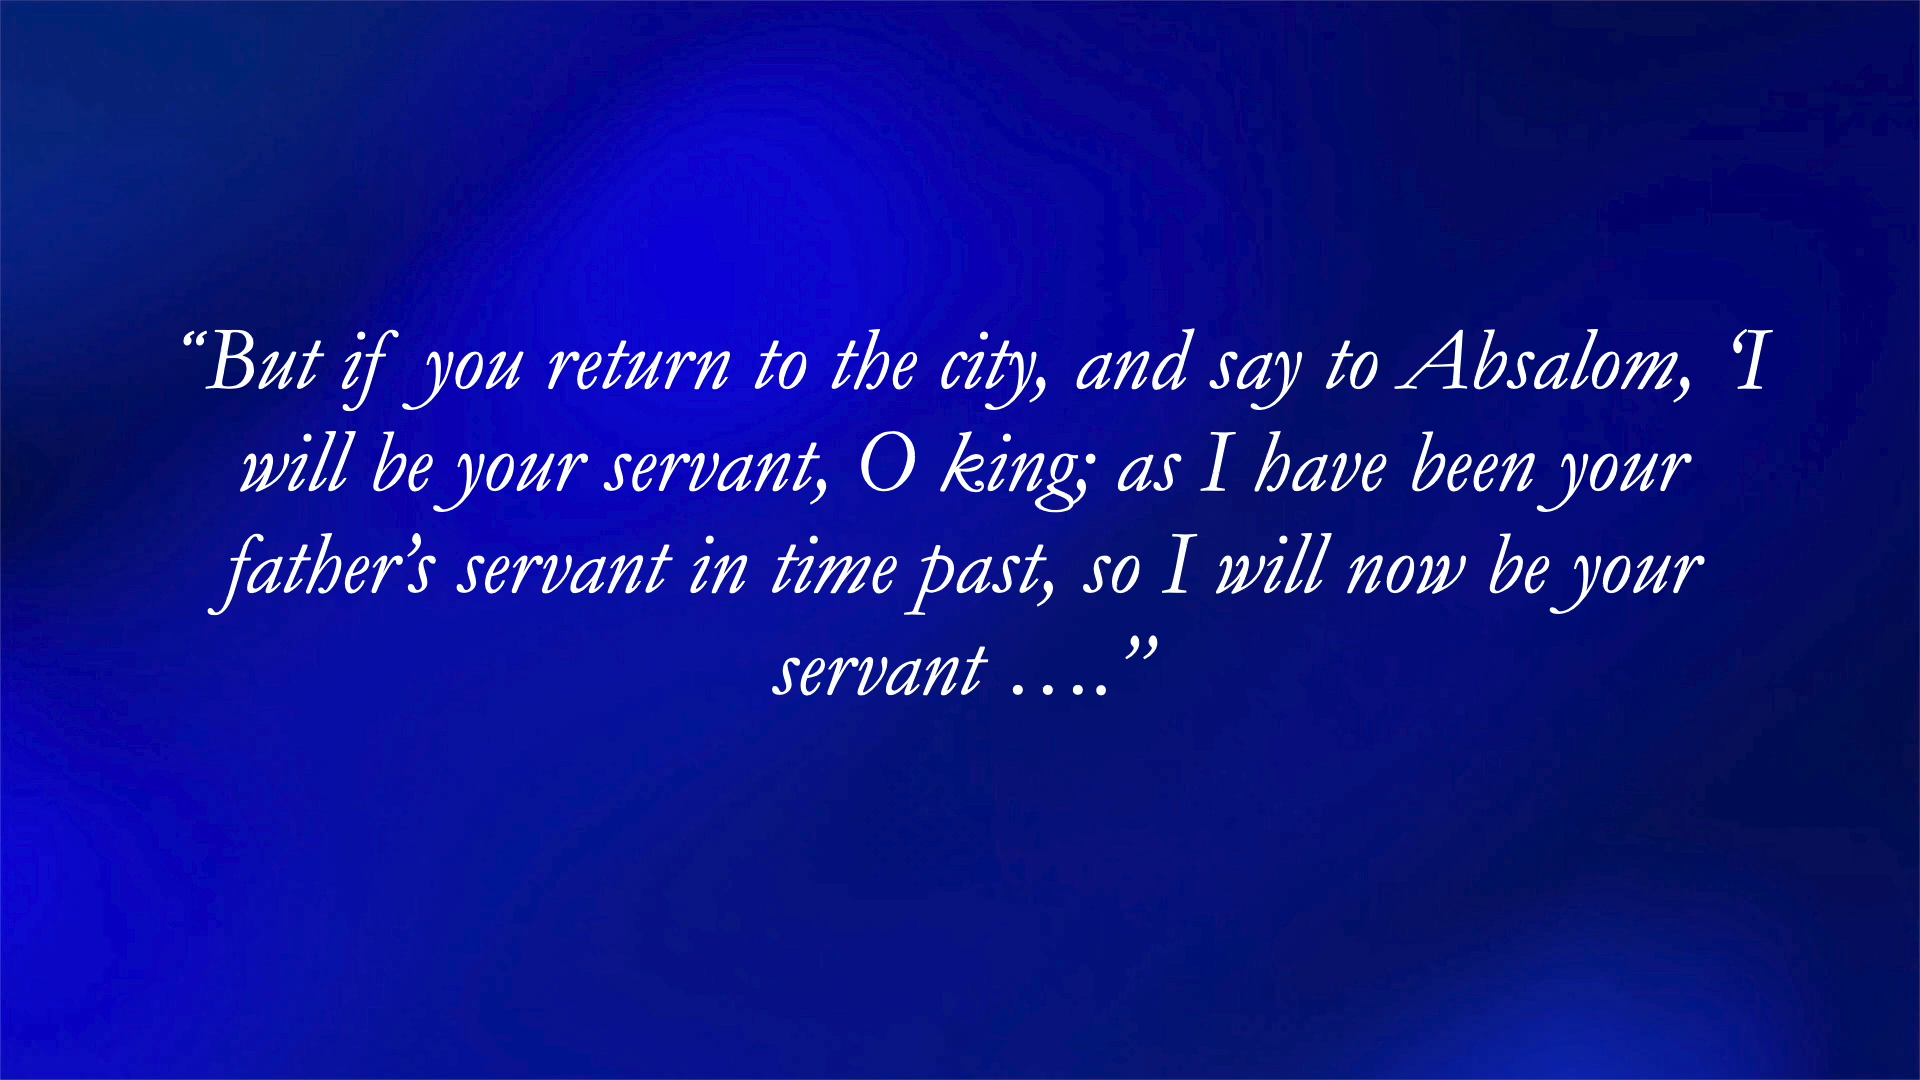 “But if you return to the city, and say to Absalom, ‘I
will be your servant, O king; as I have been your
father’s servant in time past, so I will now be your
servant ….”